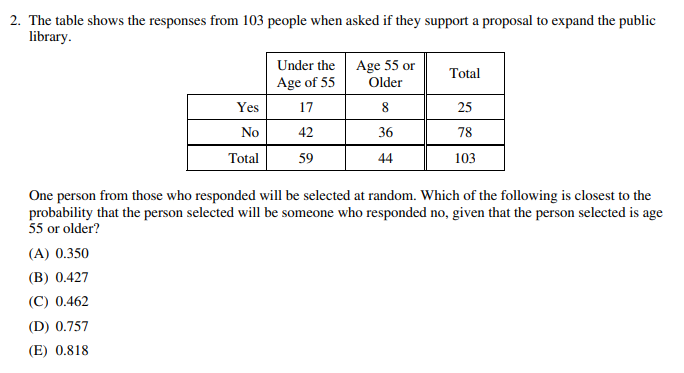 2. The table shows the responses from 103 people when asked if they support a proposal to expand the public
library.
Under the Age of 55 Age 55 or Older Total
Yes 17 8 25
No 42 36 78
Total 59 44 103
One person from those who responded will be selected at random. Which of the following is closest to the
probability that the person selected will be someone who responded no, given that the person selected is age
55 or older?
(A) 0.350
(B) 0.427
(C) 0.462
(D) 0.757
(E) 0.818